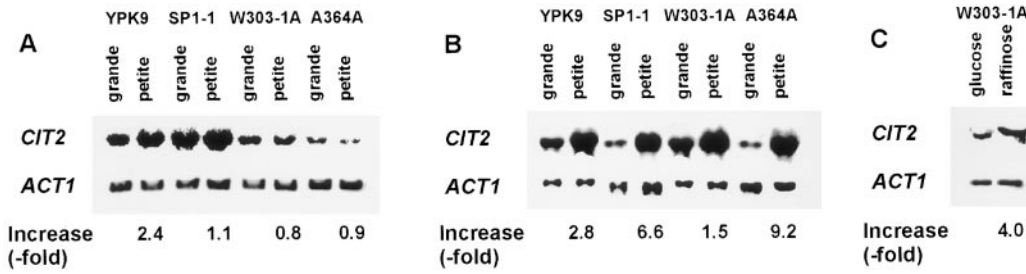 A
YPK9 SP1-1 W303-1A A364A
grande petite grande petite grande petite grande petite
CIT2
ACT1
Increase 2.4 1.1 0.8 0.9
(-fold)
B
YPK9 SP1-1 W303-1A A364A
grande petite grande petite grande petite grande petite
CIT2
ACT1
Increase 2.8 6.6 1.5 9.2
(-fold)
C
W303-1A
glucose raffinose
CIT2
ACT1
Increase 4.0
(-fold)